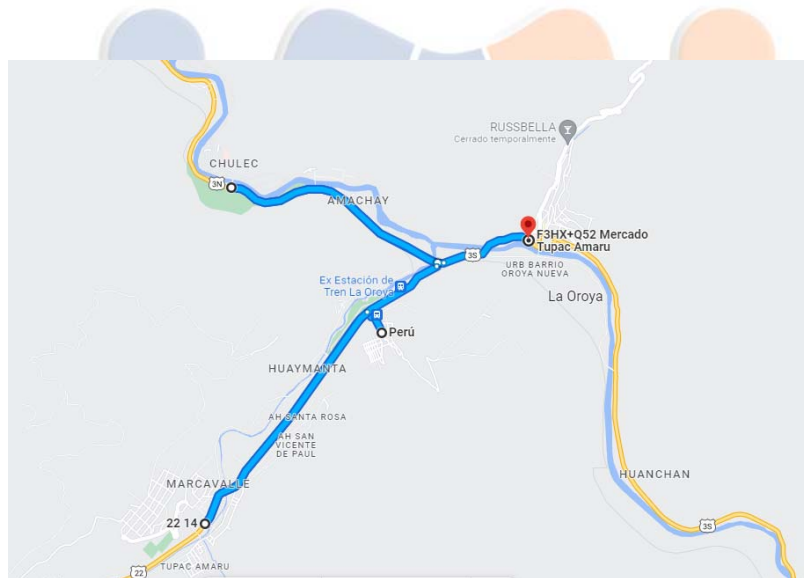 RUSSBELLA
Cerrado temporalmente
CHULEC
3N
AMACHAY
F3HX+Q52 Mercado
Tupac Amaru
3S
URB BARRIO
OROYA NUEVA
Ex Estación de
Tren La Oroya
La Oroya
Perú
HUAYMANTA
AH SANTA ROSA
AH SAN
VICENTE
DE PAUL
HUANCHAN
MARCAVALLE
22 14
3S
TUPAC AMARU
22